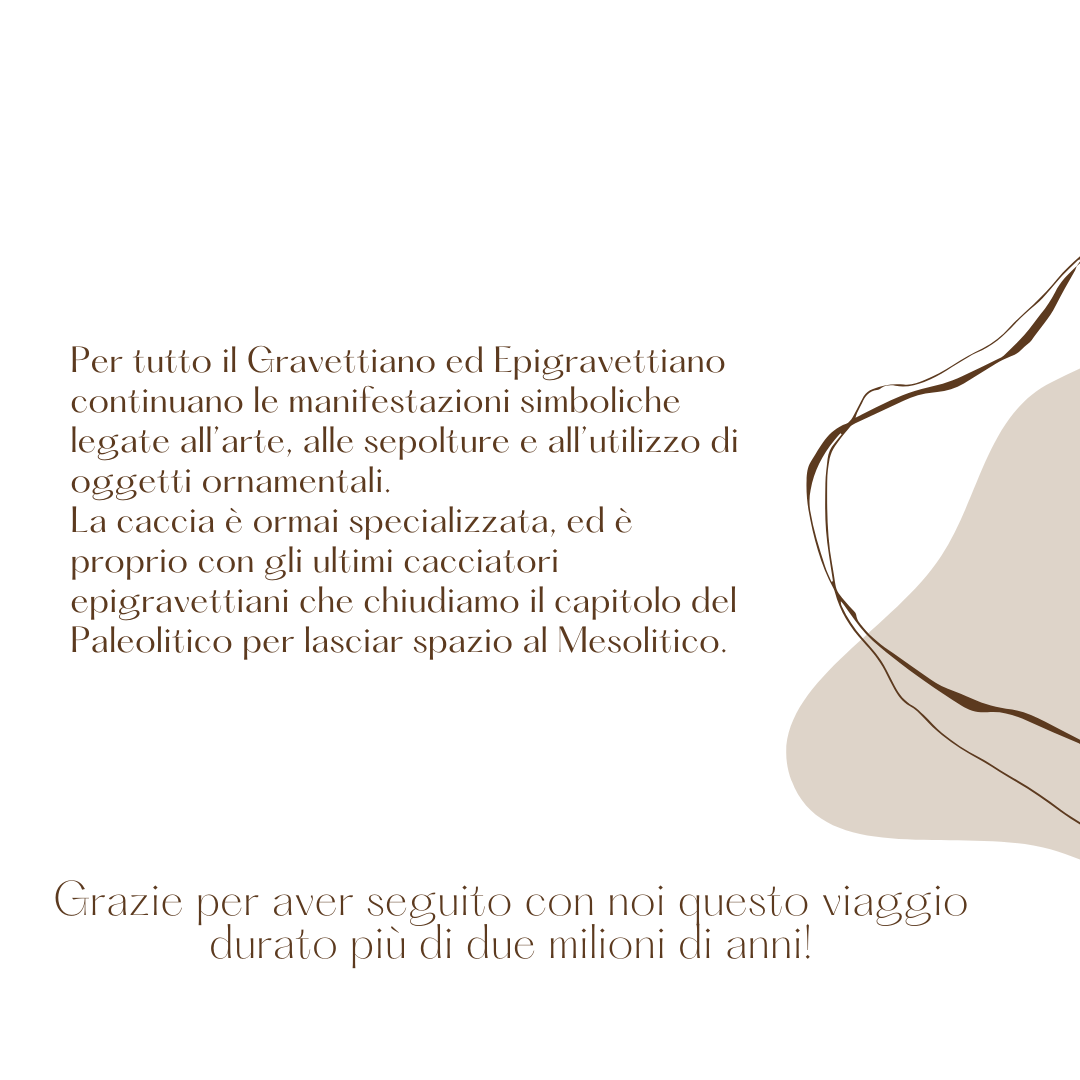 Per tutto il Gravettiano ed Epigravettiano
continuano le manifestazioni simboliche
legate all’arte, alle sepolture e all’utilizzo di
oggetti ornamentali.
La caccia è ormai specializzata, ed è
proprio con gli ultimi cacciatori
epigravettiani che chiudiamo il capitolo del
Paleolitico per lasciar spazio al Mesolitico.
Grazie per aver seguito con noi questo viaggio
durato più di due milioni di anni!